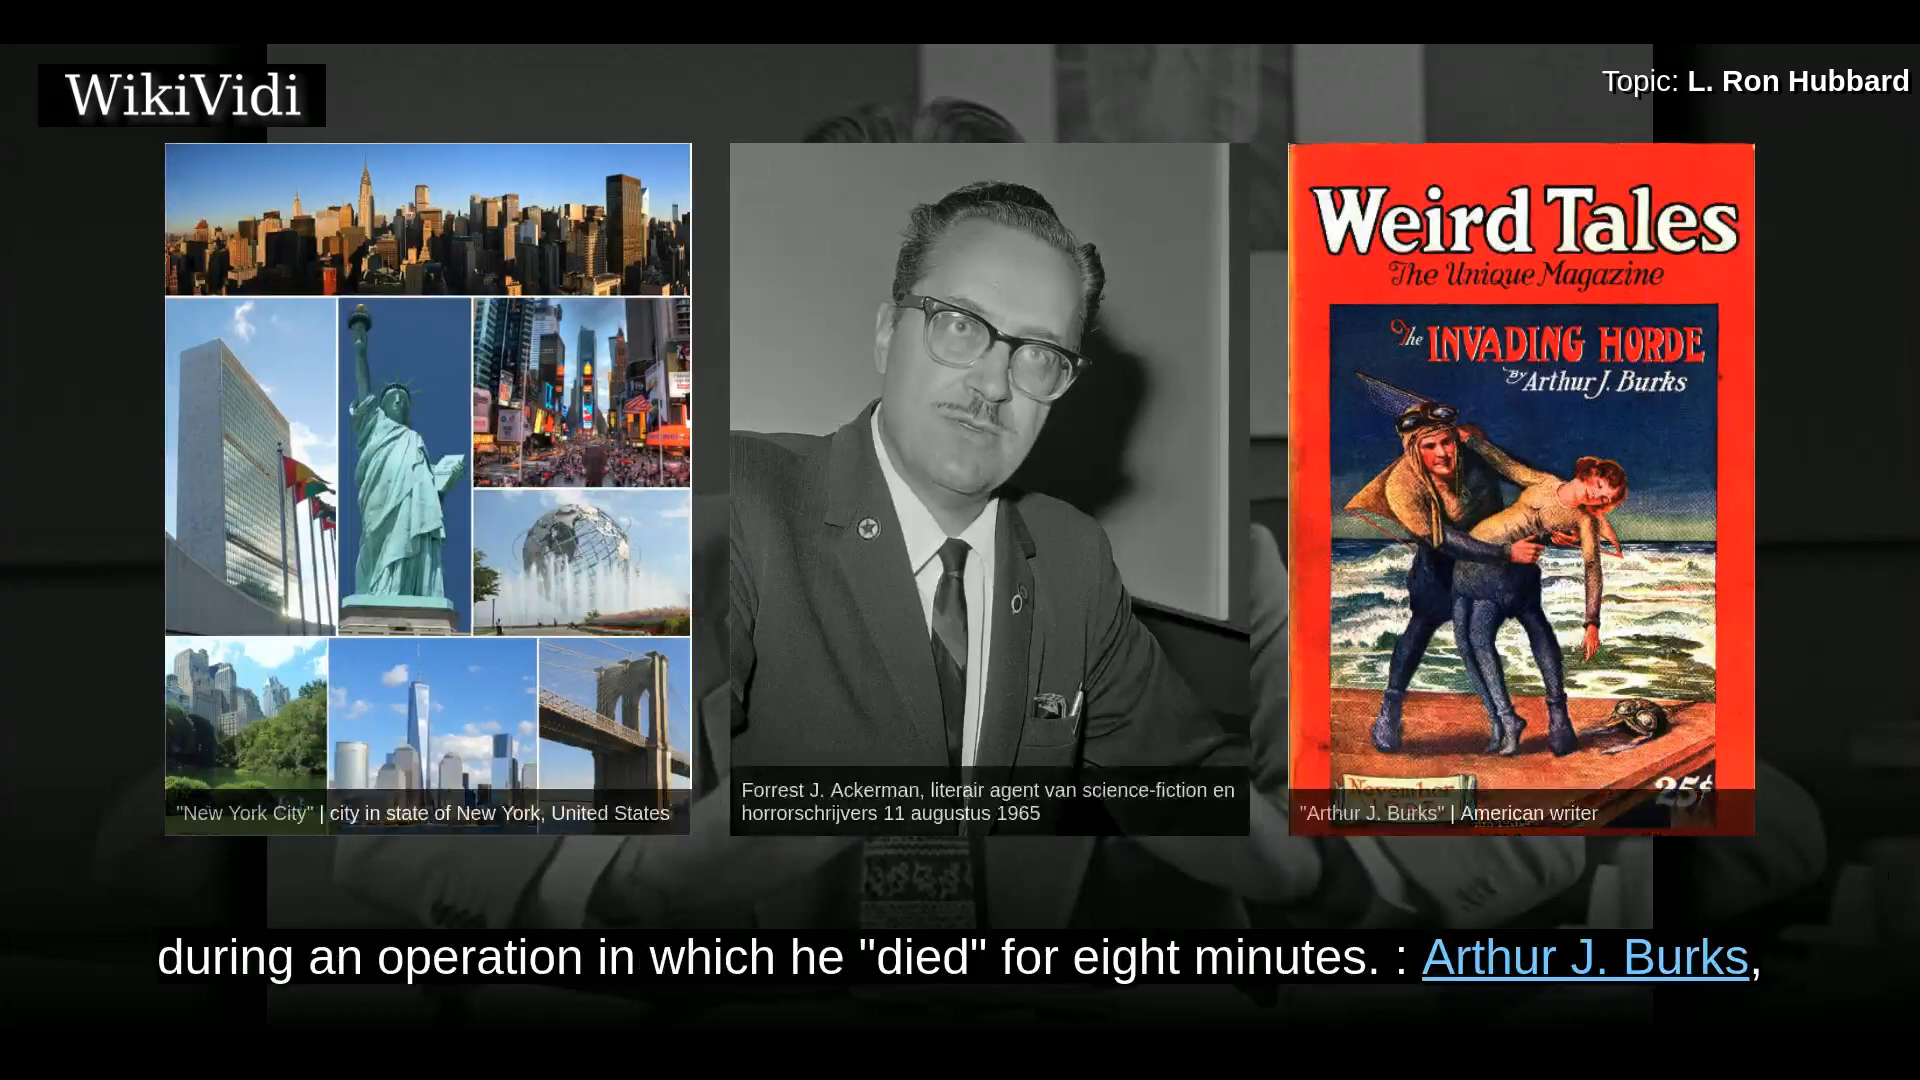 WikiVidi
Topic: L. Ron Hubbard
Weird Tales
The Unique Magazine
The INVADING HORDE
By Arthur J. Burks
November
25¢
"New York City" | city in state of New York, United States
Forrest J. Ackerman, literair agent van science-fiction en
horrorschrijvers 11 augustus 1965
"Arthur J. Burks" | American writer
during an operation in which he "died" for eight minutes. : Arthur J. Burks,